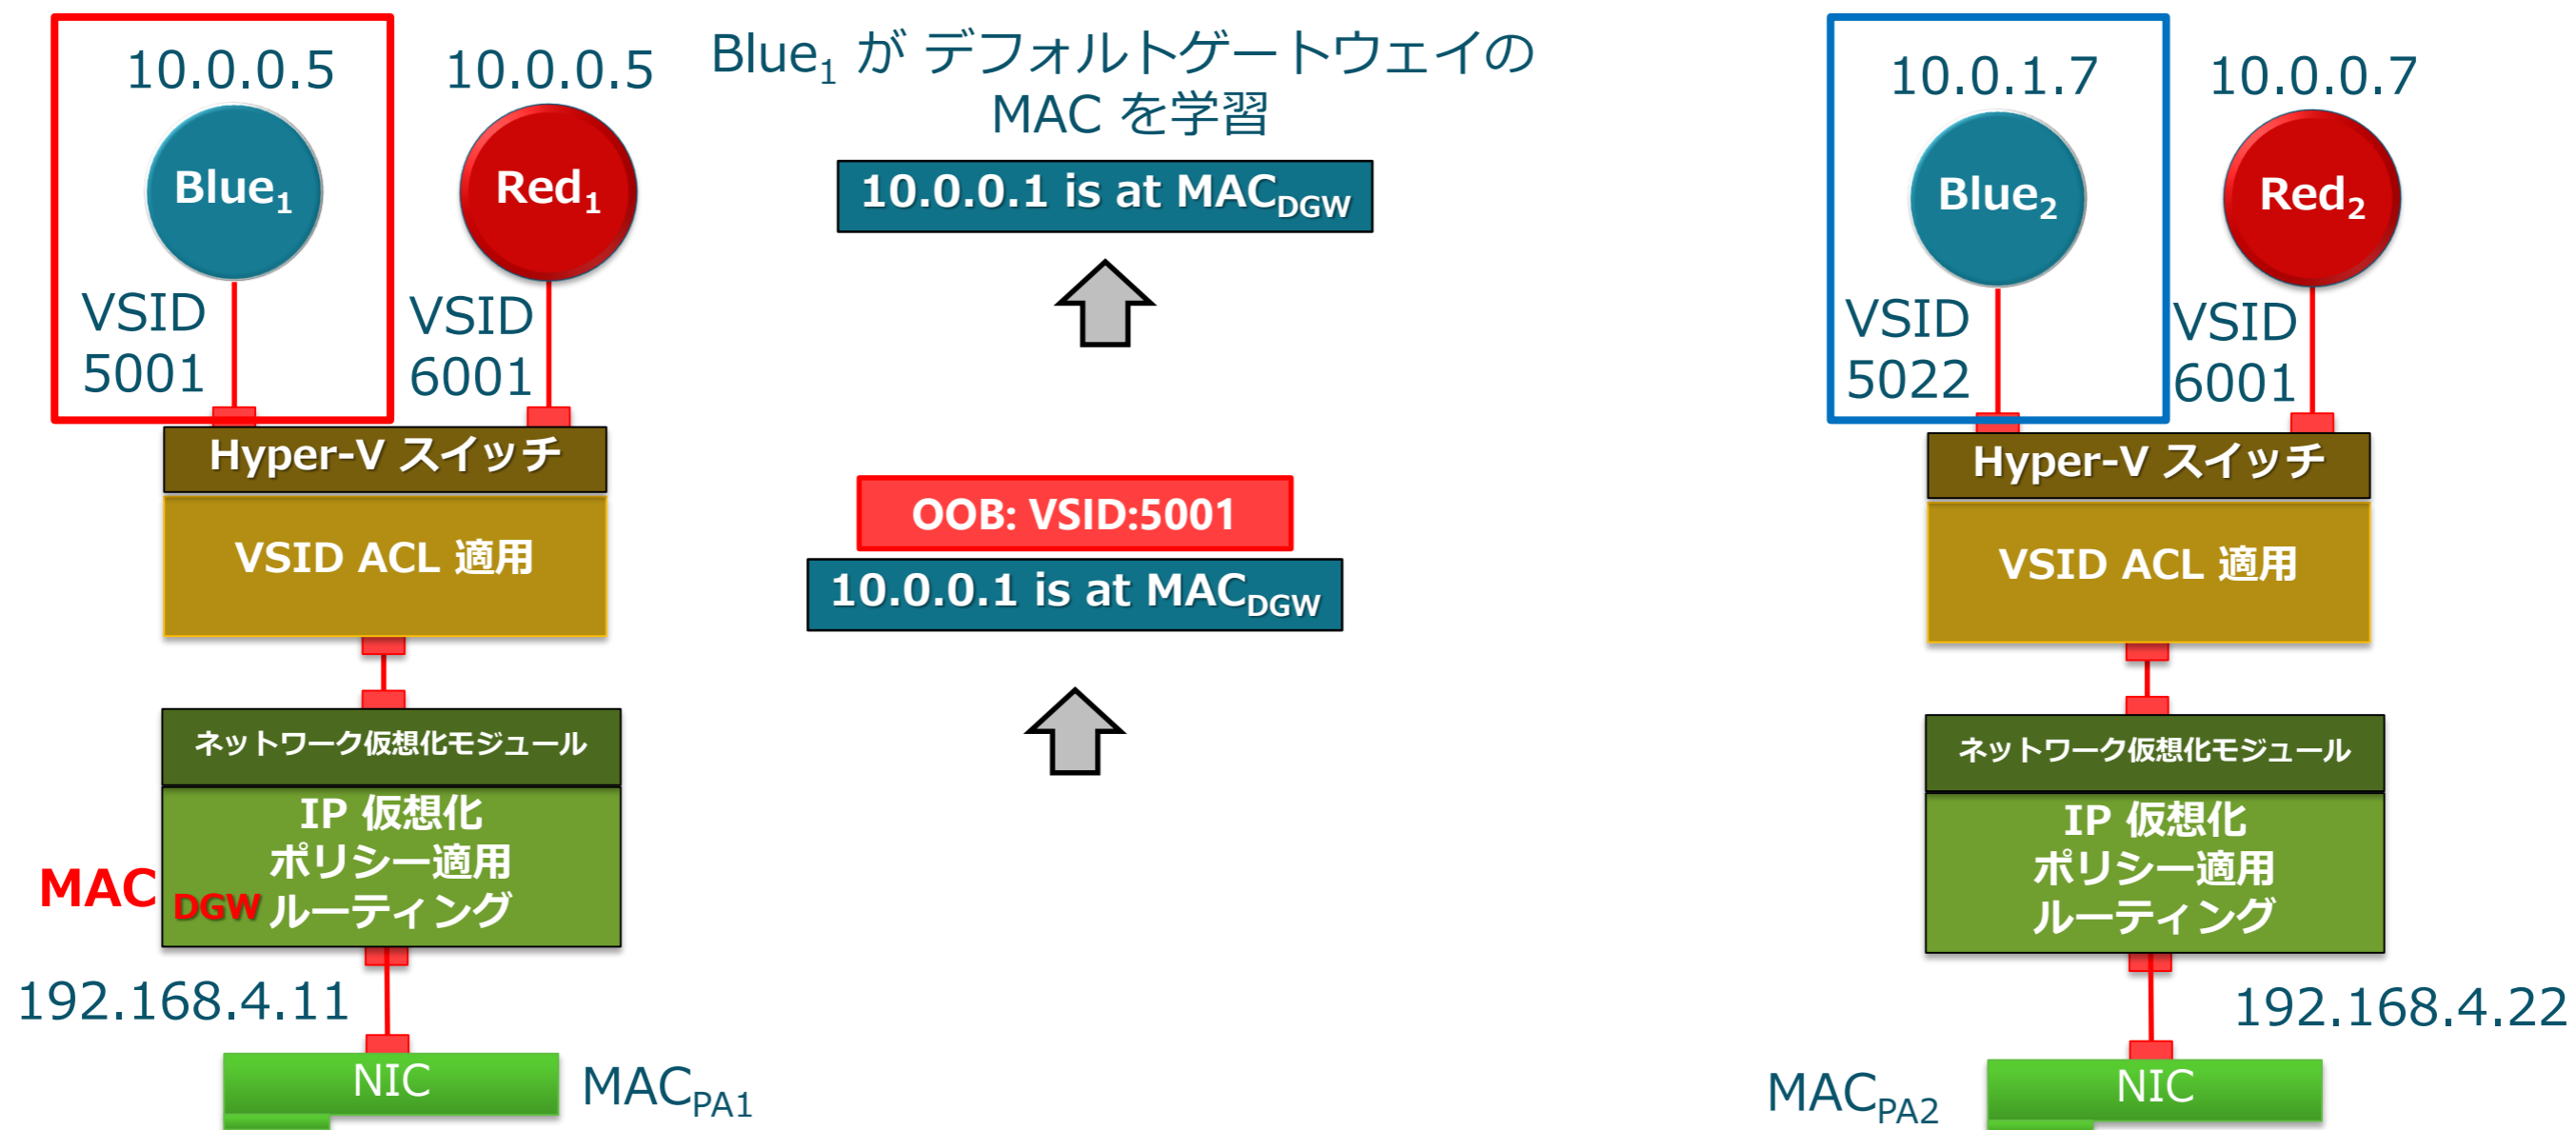 10.0.0.5
10.0.0.5
Blue₁ が デフォルトゲートウェイの
MAC を学習
10.0.1.7
10.0.0.7
Blue₁
Red₁
10.0.0.1 is at MAC_DGW
Blue₂
Red₂
VSID
5001
VSID
6001
VSID
5022
VSID
6001
Hyper-V スイッチ
VSID ACL 適用
OOB: VSID:5001
10.0.0.1 is at MAC_DGW
Hyper-V スイッチ
VSID ACL 適用
ネットワーク仮想化モジュール
IP 仮想化
ポリシー適用
ルーティング
MAC DGW
ネットワーク仮想化モジュール
IP 仮想化
ポリシー適用
ルーティング
192.168.4.11
192.168.4.22
NIC
MAC_PA1
MAC_PA2
NIC